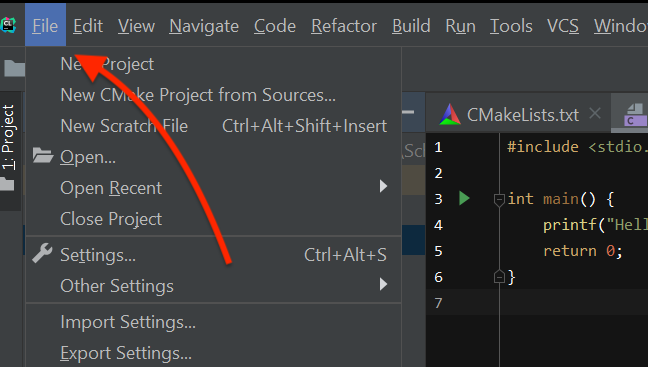 File Edit View Navigate Code Refactor Build Run Tools VCS Window
New Project
New CMake Project from Sources...
New Scratch File Ctrl+Alt+Shift+Insert
Open...
Open Recent
Close Project
Settings... Ctrl+Alt+S
Other Settings
Import Settings...
Export Settings...
1: Project
CMakeLists.txt
1 #include <stdio.
2
3 int main() {
4 printf("Hell
5 return 0;
6 }
7